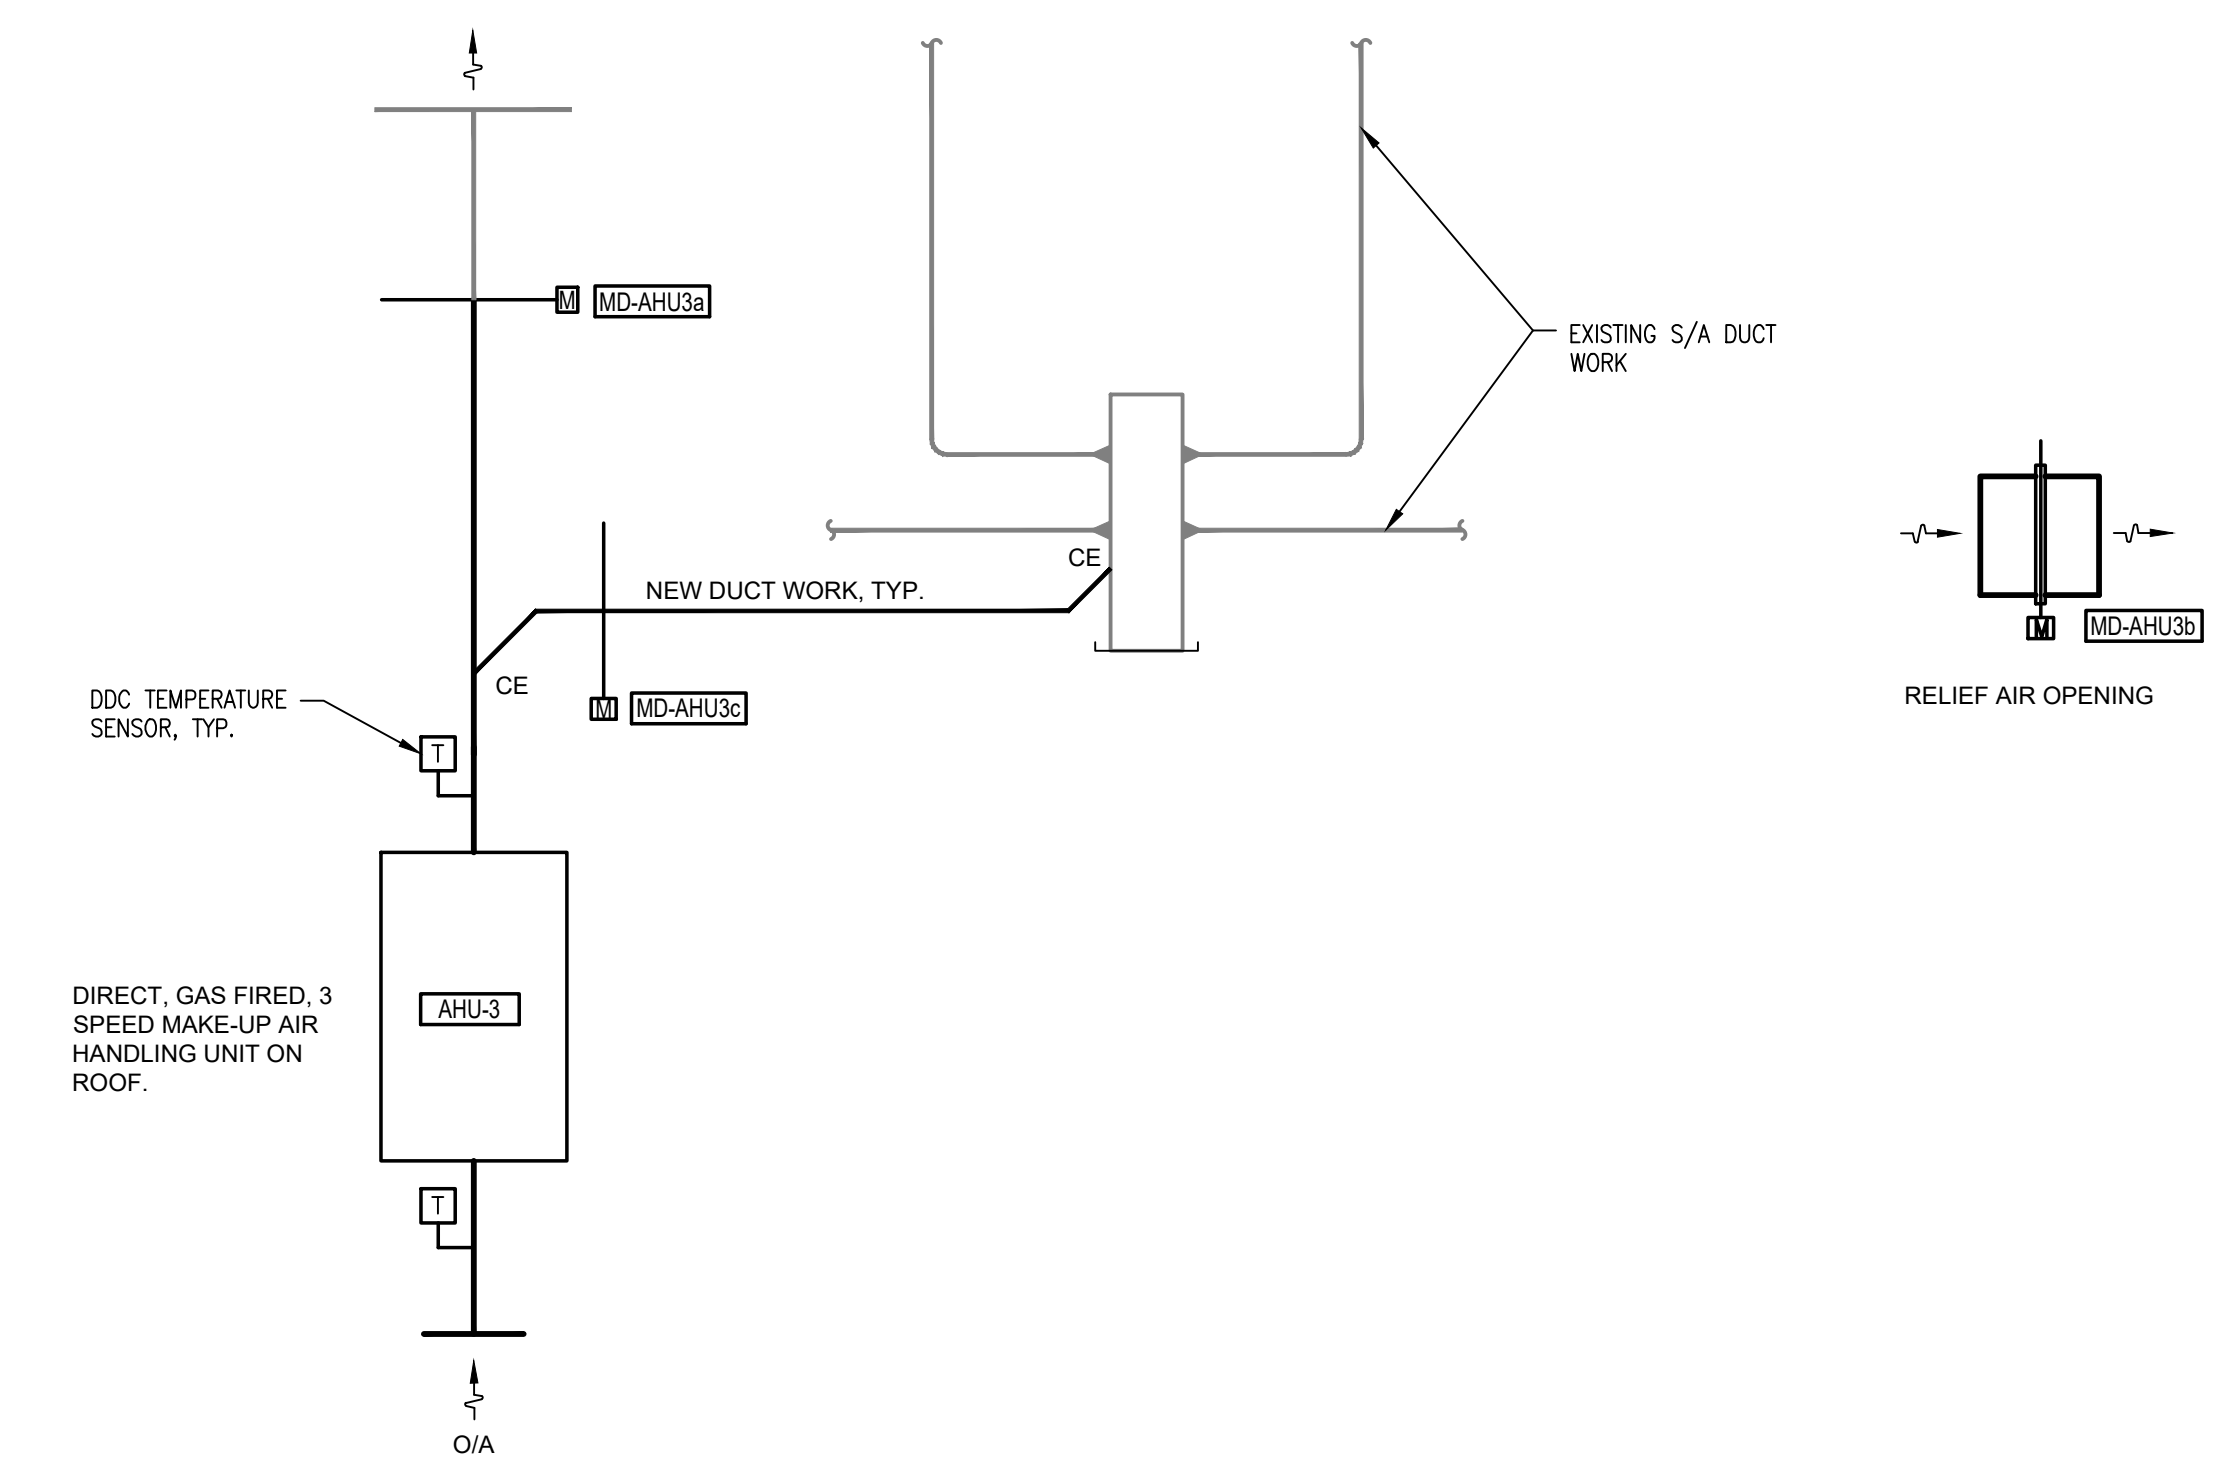 M MD-AHU3a
EXISTING S/A DUCT
WORK
CE
NEW DUCT WORK, TYP.
M MD-AHU3b
RELIEF AIR OPENING
CE
M MD-AHU3c
DDC TEMPERATURE
SENSOR, TYP.
T
DIRECT, GAS FIRED, 3
SPEED MAKE-UP AIR
HANDLING UNIT ON
ROOF.
AHU-3
T
O/A